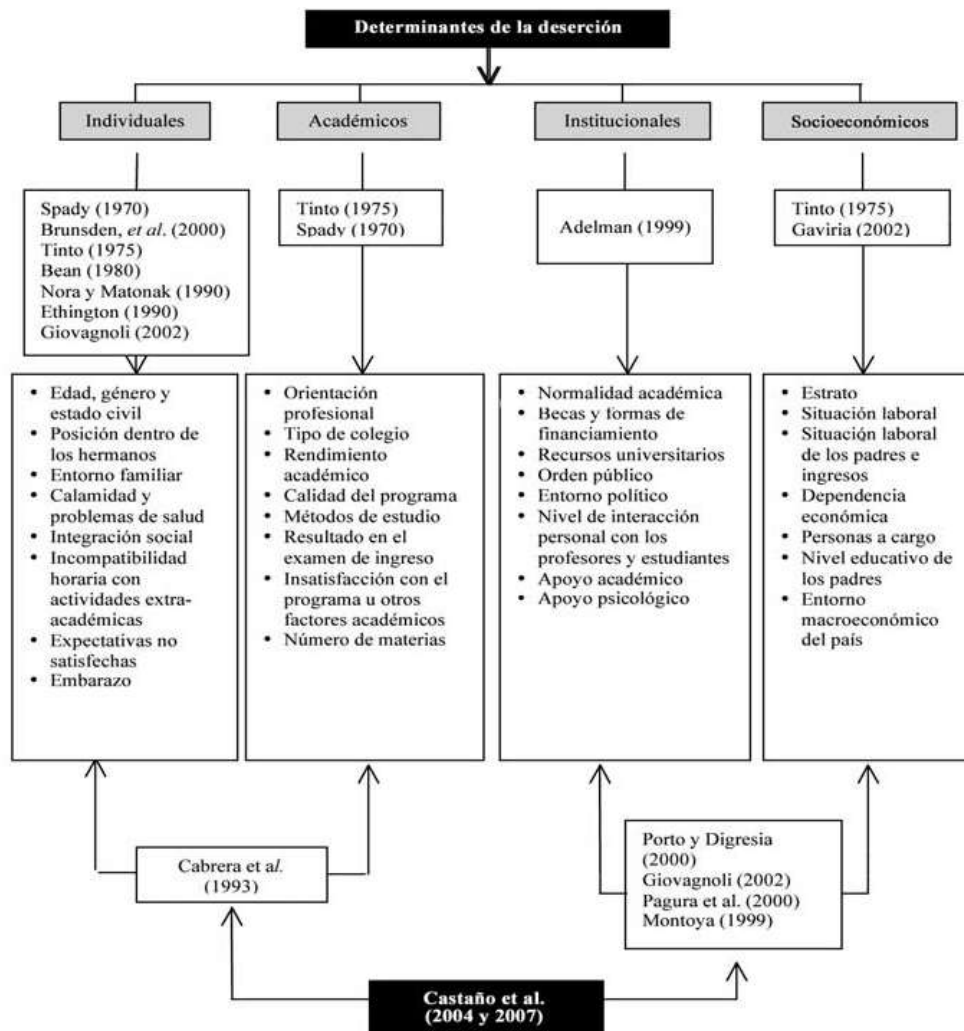 Determinantes de la deserción
Individuales
Académicos
Institucionales
Socioeconómicos
Spady (1970)
Brunsden, et al. (2000)
Tinto (1975)
Bean (1980)
Nora y Matonak (1990)
Ethington (1990)
Giovagnoli (2002)
Tinto (1975)
Spady (1970)
Adelman (1999)
Tinto (1975)
Gaviria (2002)
• Edad, género y
estado civil
• Posición dentro de
los hermanos
• Entorno familiar
• Calamidad y
problemas de salud
• Integración social
• Incompatibilidad
horaria con
actividades extra-
académicas
• Expectativas no
satisfechas
• Embarazo
• Orientación
profesional
• Tipo de colegio
• Rendimiento
académico
• Calidad del programa
• Métodos de estudio
• Resultado en el
examen de ingreso
• Insatisfacción con el
programa u otros
factores académicos
• Número de materias
• Normalidad académica
• Becas y formas de
financiamiento
• Recursos universitarios
• Orden público
• Entorno político
• Nivel de interacción
personal con los
profesores y estudiantes
• Apoyo académico
• Apoyo psicológico
• Estrato
• Situación laboral
• Situación laboral
de los padres e
ingresos
• Dependencia
económica
• Personas a cargo
• Nivel educativo de
los padres
• Entorno
macroeconómico
del país
Cabrera et al.
(1993)
Porto y Digresia
(2000)
Giovagnoli (2002)
Pagura et al. (2000)
Montoya (1999)
Castaño et al.
(2004 y 2007)